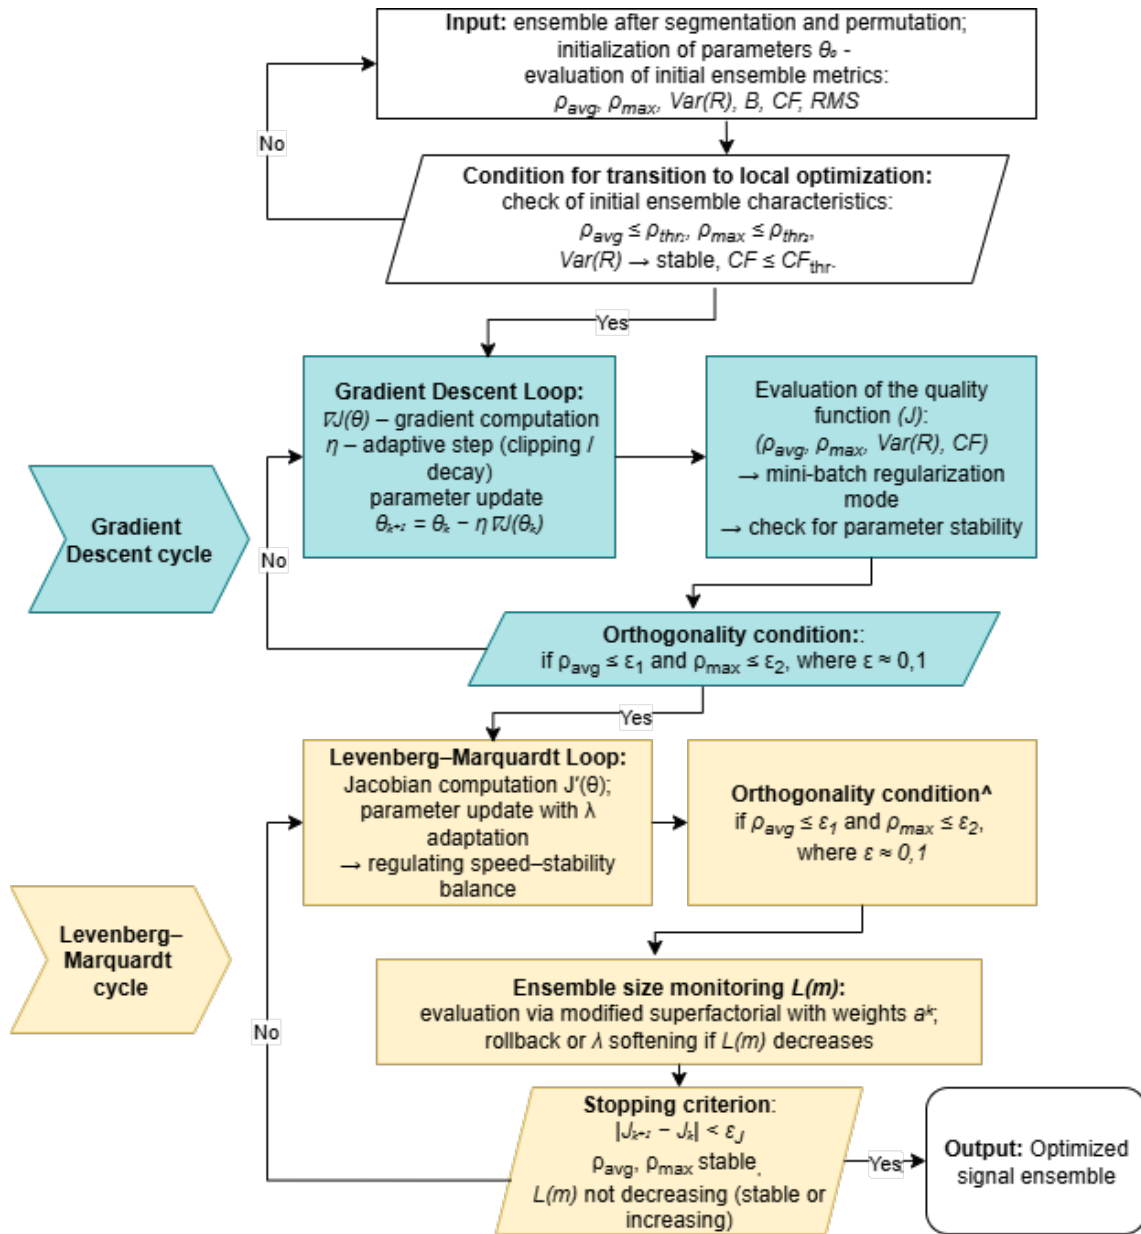 Input: ensemble after segmentation and permutation;
initialization of parameters θₒ -
evaluation of initial ensemble metrics:
ρavg, ρmax, Var(R), B, CF, RMS
No
Condition for transition to local optimization:
check of initial ensemble characteristics:
ρavg ≤ ρthr₁, ρmax ≤ ρthr₂,
Var(R) → stable, CF ≤ CFthr.
Yes
Gradient Descent Loop:
∇J(θ) – gradient computation
η – adaptive step (clipping /
decay)
parameter update
θₖ₊₁ = θₖ − η ∇J(θₖ)
Evaluation of the quality
function (J):
(ρavg, ρmax, Var(R), CF)
→ mini-batch regularization
mode
→ check for parameter stability
Gradient
Descent cycle
No
Orthogonality condition::
if ρavg ≤ ε1 and ρmax ≤ ε2, where ε ≈ 0,1
Yes
Levenberg–Marquardt Loop:
Jacobian computation J′(θ);
parameter update with λ
adaptation
→ regulating speed–stability
balance
Orthogonality condition^
if ρavg ≤ ε1 and ρmax ≤ ε2,
where ε ≈ 0,1
Levenberg–
Marquardt
cycle
No
Ensemble size monitoring L(m):
evaluation via modified superfactorial with weights aᵏ;
rollback or λ softening if L(m) decreases
Stopping criterion:
|Jₖ₊₁ − Jₖ| < εJ
ρavg, ρmax stable,
L(m) not decreasing (stable or
increasing)
Yes
Output: Optimized
signal ensemble